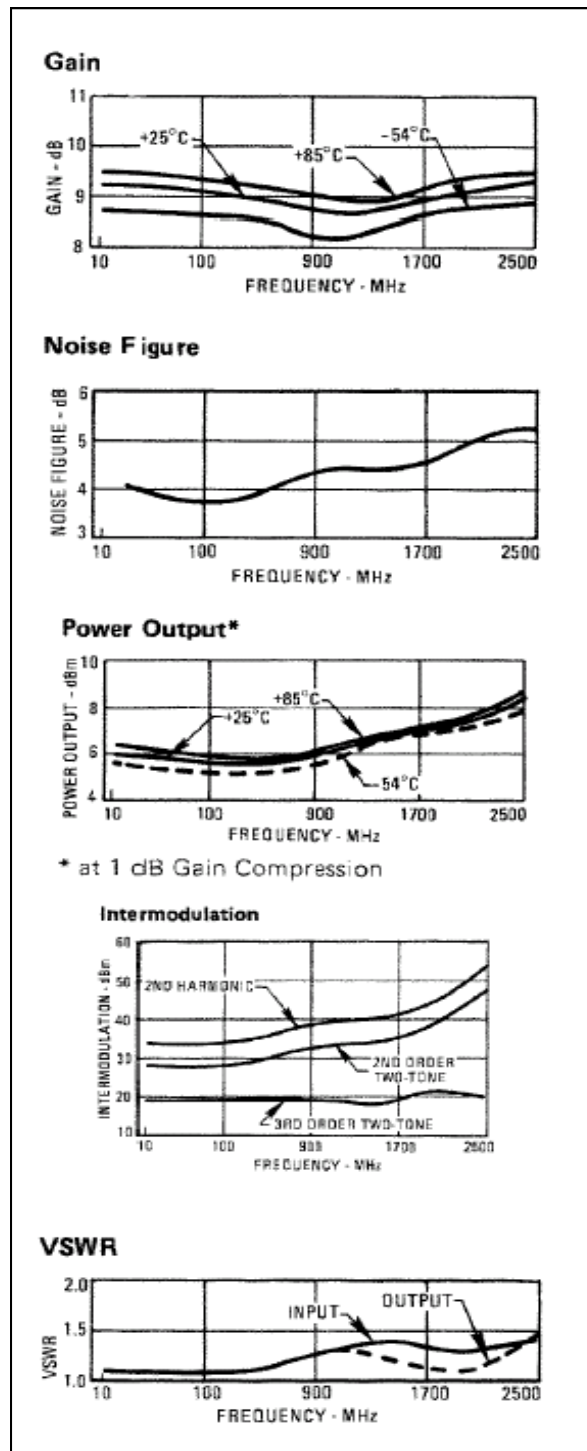 Gain
11
+25°C
-54°C
10
+85°C
9
8
GAIN - dB
10 100 900 1700 2500
FREQUENCY - MHz
Noise Figure
6
5
4
3
NOISE FIGURE - dB
10 100 900 1700 2500
FREQUENCY - MHz
Power Output*
10
+85°C
8
+25°C
6
-54°C
4
POWER OUTPUT - dBm
10 100 900 1700 2500
FREQUENCY - MHz
* at 1 dB Gain Compression
Intermodulation
60
50
2ND HARMONIC
40
30
2ND ORDER
TWO-TONE
20
3RD ORDER TWO-TONE
10
INTERMODULATION - dBm
10 100 900 1700 2500
FREQUENCY - MHz
VSWR
2.0
INPUT
OUTPUT
1.5
1.0
VSWR
10 100 900 1700 2500
FREQUENCY - MHz